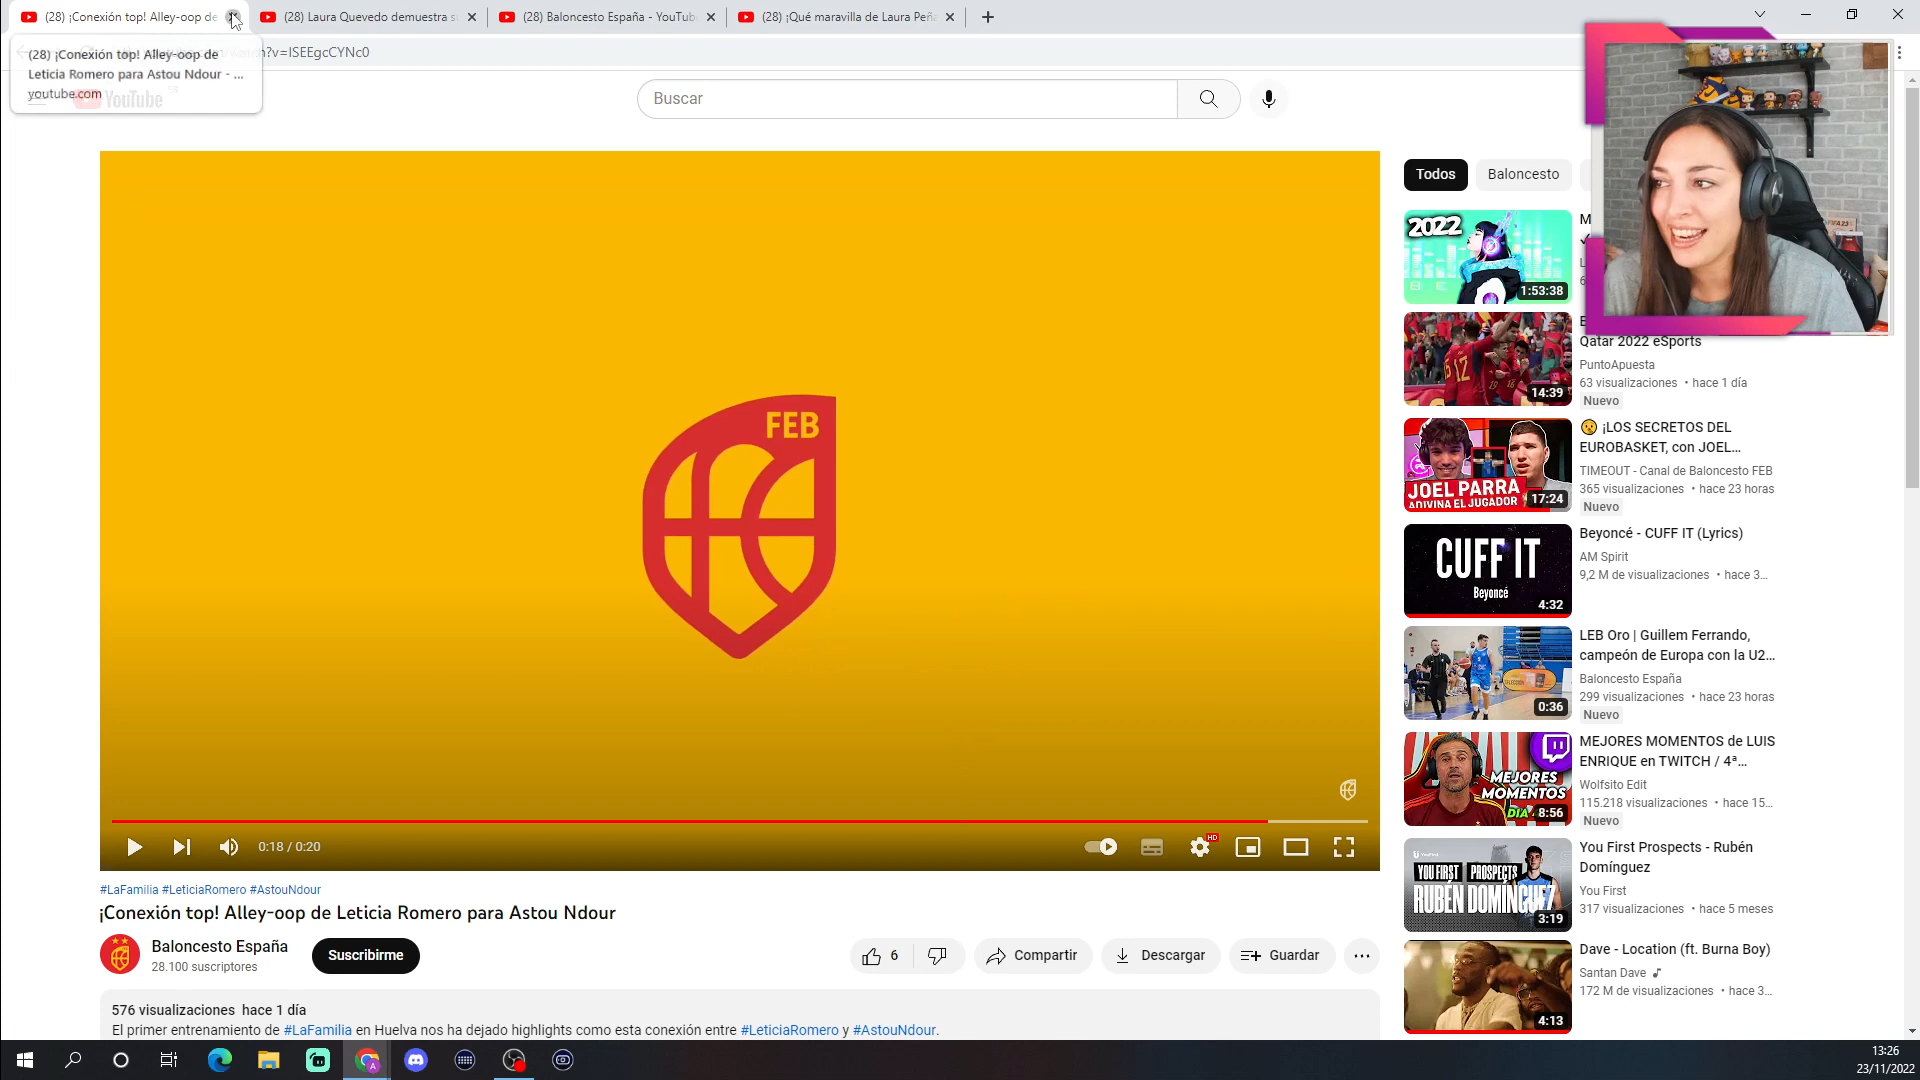 (28) ¡Conexión top! Alley-oop de
(28) Laura Quevedo demuestra s
(28) Baloncesto España - YouTub
(28) ¡Qué maravilla de Laura Peñ
(28) ¡Conexión top! Alley-oop de
Leticia Romero para Astou Ndour - ...
youtube.com
?v=ISEEgcCYNc0
YouTube
ES
Buscar
Todos
Baloncesto
2022
1:53:38
Qatar 2022 eSports
PuntoApuesta
63 visualizaciones • hace 1 día
Nuevo
14:39
😮 ¡LOS SECRETOS DEL
EUROBASKET, con JOEL...
TIMEOUT - Canal de Baloncesto FEB
365 visualizaciones • hace 23 horas
Nuevo
JOEL PARRA
ADIVINA EL JUGADOR
17:24
FEB
Beyoncé - CUFF IT (Lyrics)
AM Spirit
9,2 M de visualizaciones • hace 3...
CUFF IT
Beyoncé
4:32
LEB Oro | Guillem Ferrando,
campeón de Europa con la U2...
Baloncesto España
299 visualizaciones • hace 23 horas
Nuevo
0:36
MEJORES MOMENTOS de LUIS
ENRIQUE en TWITCH / 4ª...
Wolfsito Edit
115.218 visualizaciones • hace 15...
Nuevo
MEJORES
MOMENTOS
DIA 4
8:56
You First Prospects - Rubén
Domínguez
You First
317 visualizaciones • hace 5 meses
YOU FIRST PROSPECTS
RUBÉN DOMÍNGUEZ
3:19
Dave - Location (ft. Burna Boy)
Santan Dave
172 M de visualizaciones • hace 3...
4:13
0:18 / 0:20
HD
#LaFamilia #LeticiaRomero #AstouNdour
¡Conexión top! Alley-oop de Leticia Romero para Astou Ndour
Baloncesto España
28.100 suscriptores
Suscribirme
6
Compartir
Descargar
Guardar
576 visualizaciones hace 1 día
El primer entrenamiento de #LaFamilia en Huelva nos ha dejado highlights como esta conexión entre #LeticiaRomero y #AstouNdour.
13:26
23/11/2022